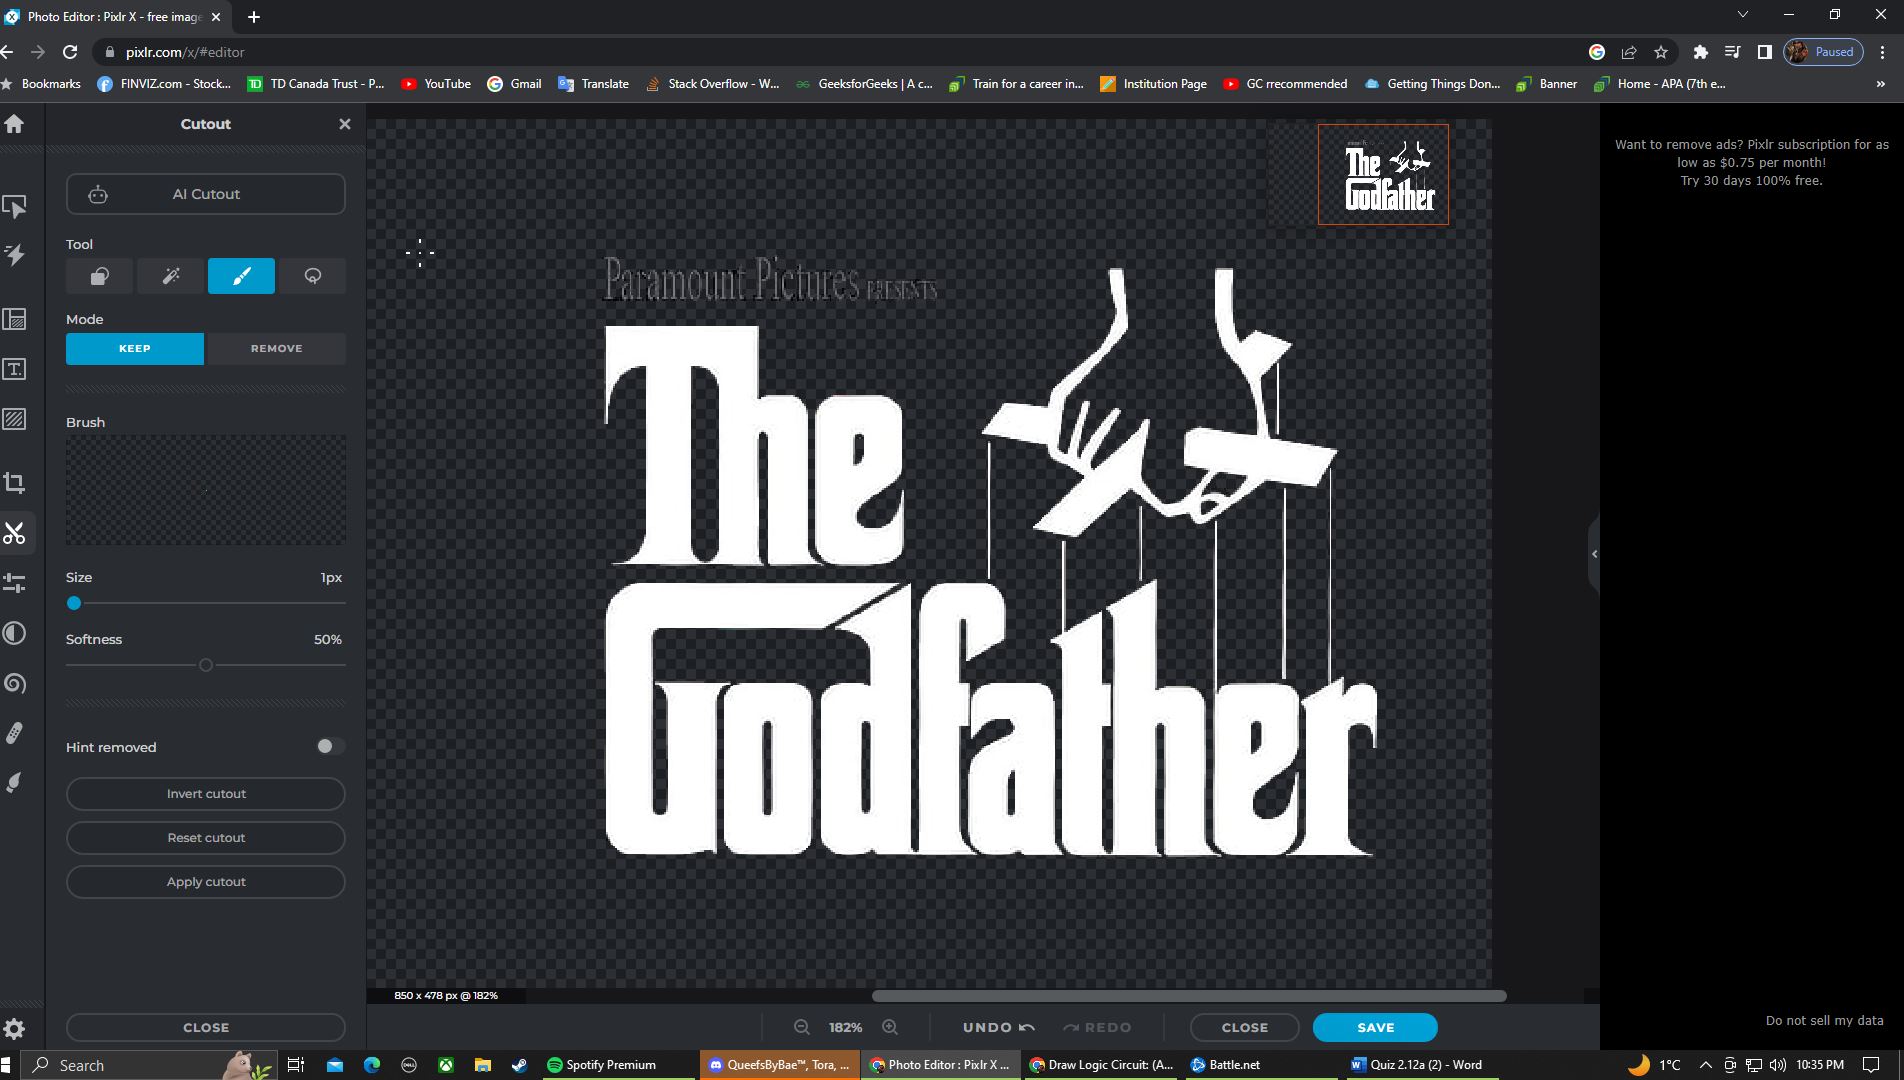 Photo Editor : Pixlr X - free image
pixlr.com/x/#editor
Paused
Bookmarks
FINVIZ.com - Stock...
TD Canada Trust - P...
YouTube
Gmail
Translate
Stack Overflow - W...
GeeksforGeeks | A c...
Train for a career in...
Institution Page
GC rrecommended
Getting Things Don...
Banner
Home - APA (7th e...
»
Cutout
AI Cutout
Tool
Mode
KEEP
REMOVE
Brush
Size
1px
Softness
50%
Hint removed
Invert cutout
Reset cutout
Apply cutout
CLOSE
Paramount Pictures PRESENTS
The
Godfather
The
Godfather
Want to remove ads? Pixlr subscription for as
low as $0.75 per month!
Try 30 days 100% free.
Do not sell my data
850 x 478 px @ 182%
182%
UNDO
REDO
CLOSE
SAVE
Search
DELL
Spotify Premium
QueefsByBae™, Tora, ...
Photo Editor : Pixlr X ...
Draw Logic Circuit: (A...
Battle.net
Quiz 2.12a (2) - Word
1°C
10:35 PM